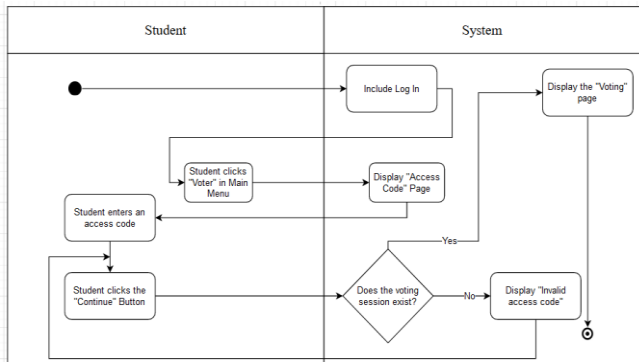 Student
System
Include Log In
Display the "Voting"
page
Student clicks
"Voter" in Main
Menu
Display "Access
Code" Page
Student enters an
access code
Yes
Student clicks the
"Continue" Button
Does the voting
session exist?
No
Display "Invalid
access code"